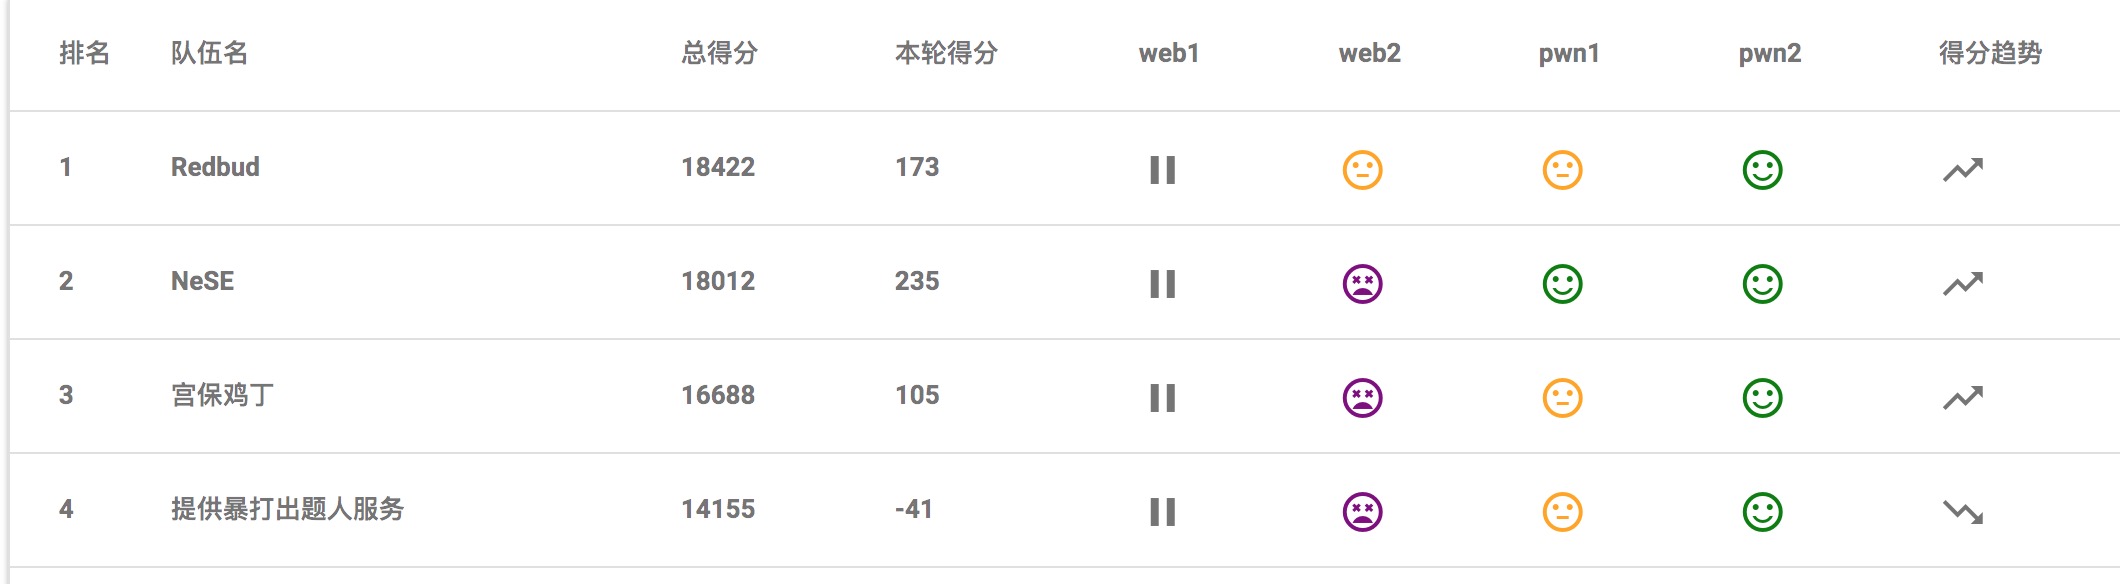 排名 队伍名 总得分 本轮得分 web1 web2 pwn1 pwn2 得分趋势
1 Redbud 18422 173
2 NeSE 18012 235
3 宫保鸡丁 16688 105
4 提供暴打出题人服务 14155 -41